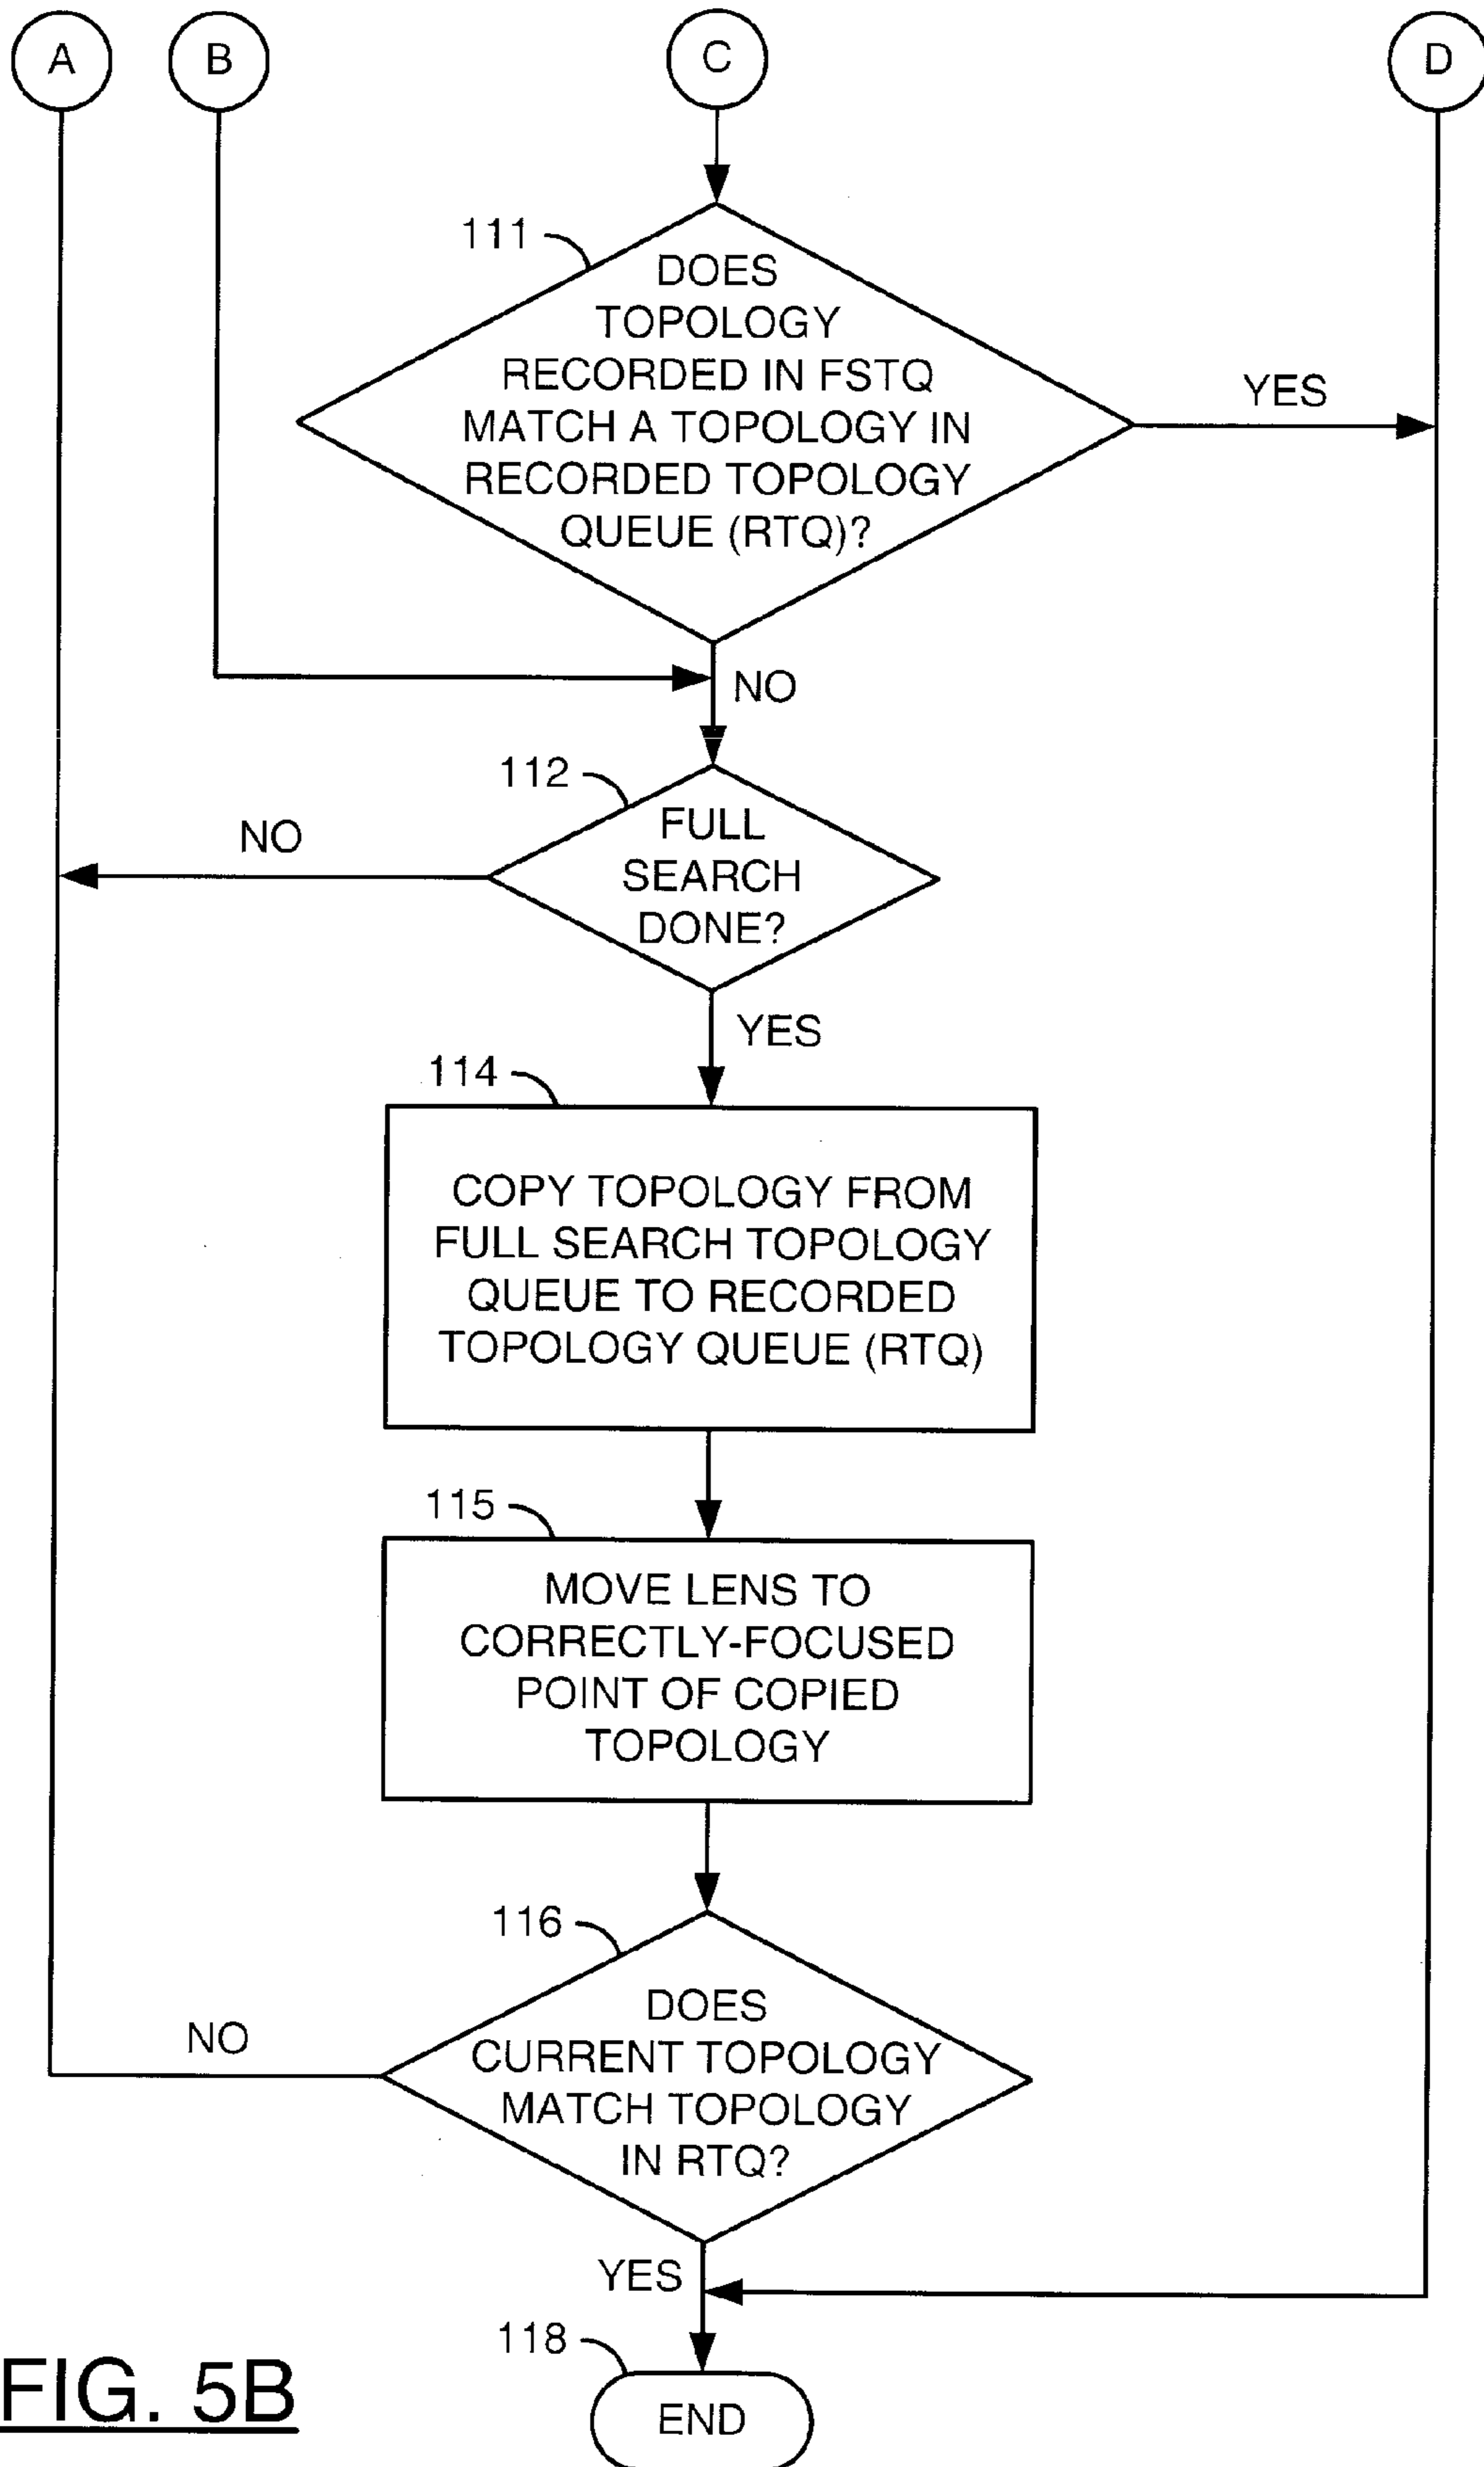 A
B
C
D
111
DOES
TOPOLOGY
RECORDED IN FSTQ
MATCH A TOPOLOGY IN
RECORDED TOPOLOGY
QUEUE (RTQ)?
YES
NO
112
FULL
SEARCH
DONE?
NO
YES
114
COPY TOPOLOGY FROM
FULL SEARCH TOPOLOGY
QUEUE TO RECORDED
TOPOLOGY QUEUE (RTQ)
115
MOVE LENS TO
CORRECTLY-FOCUSED
POINT OF COPIED
TOPOLOGY
116
DOES
CURRENT TOPOLOGY
MATCH TOPOLOGY
IN RTQ?
NO
YES
118
END
FIG. 5B